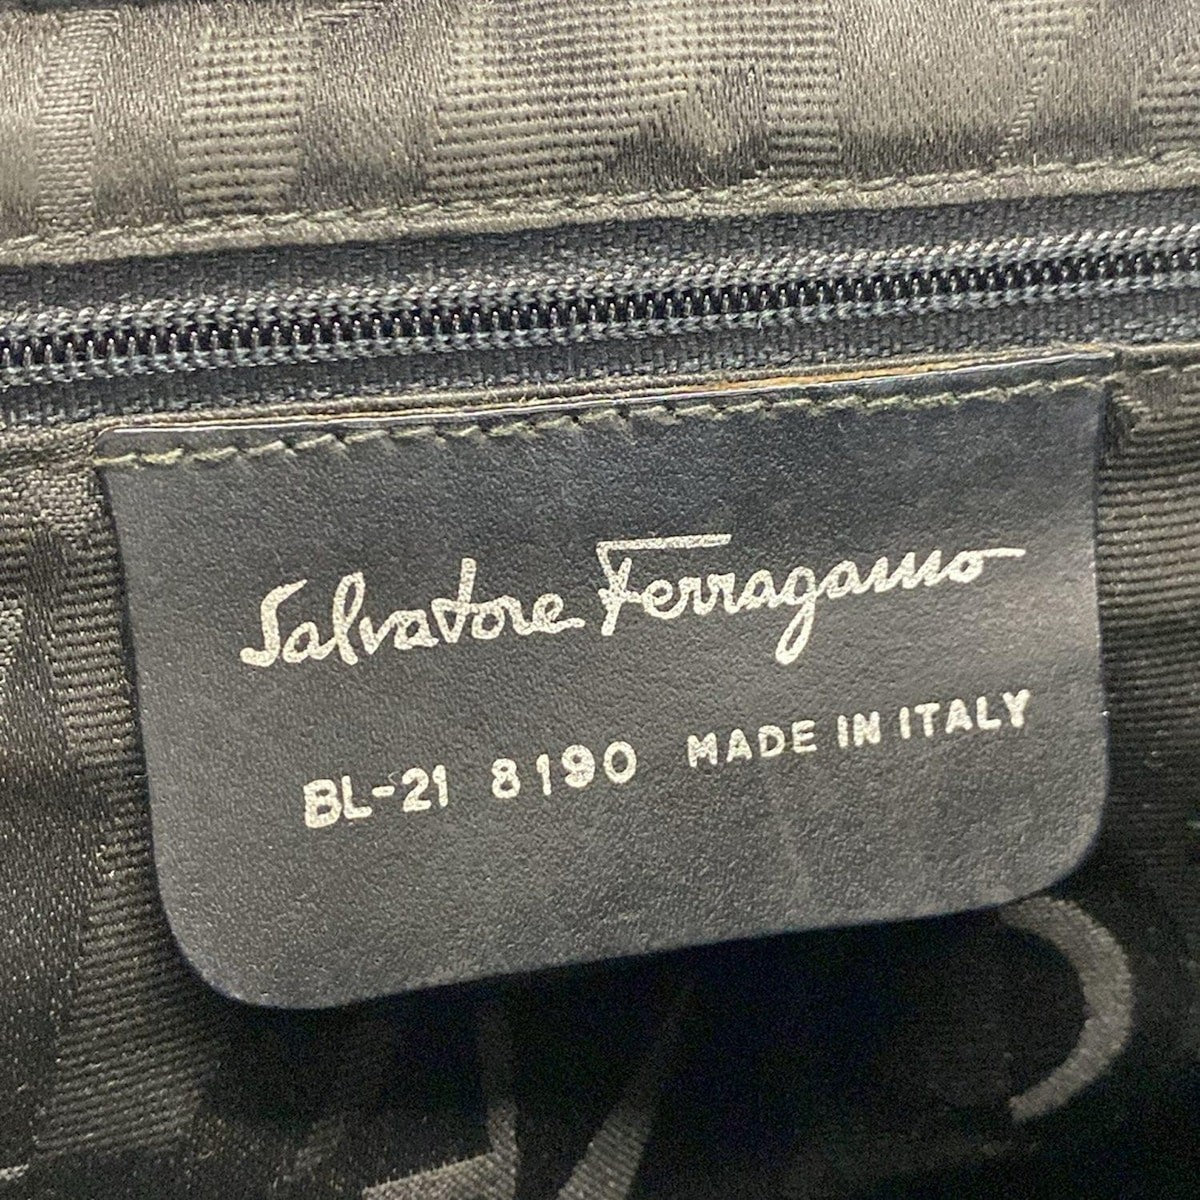 Salvatore Ferragamo
BL-21 8190 MADE IN ITALY